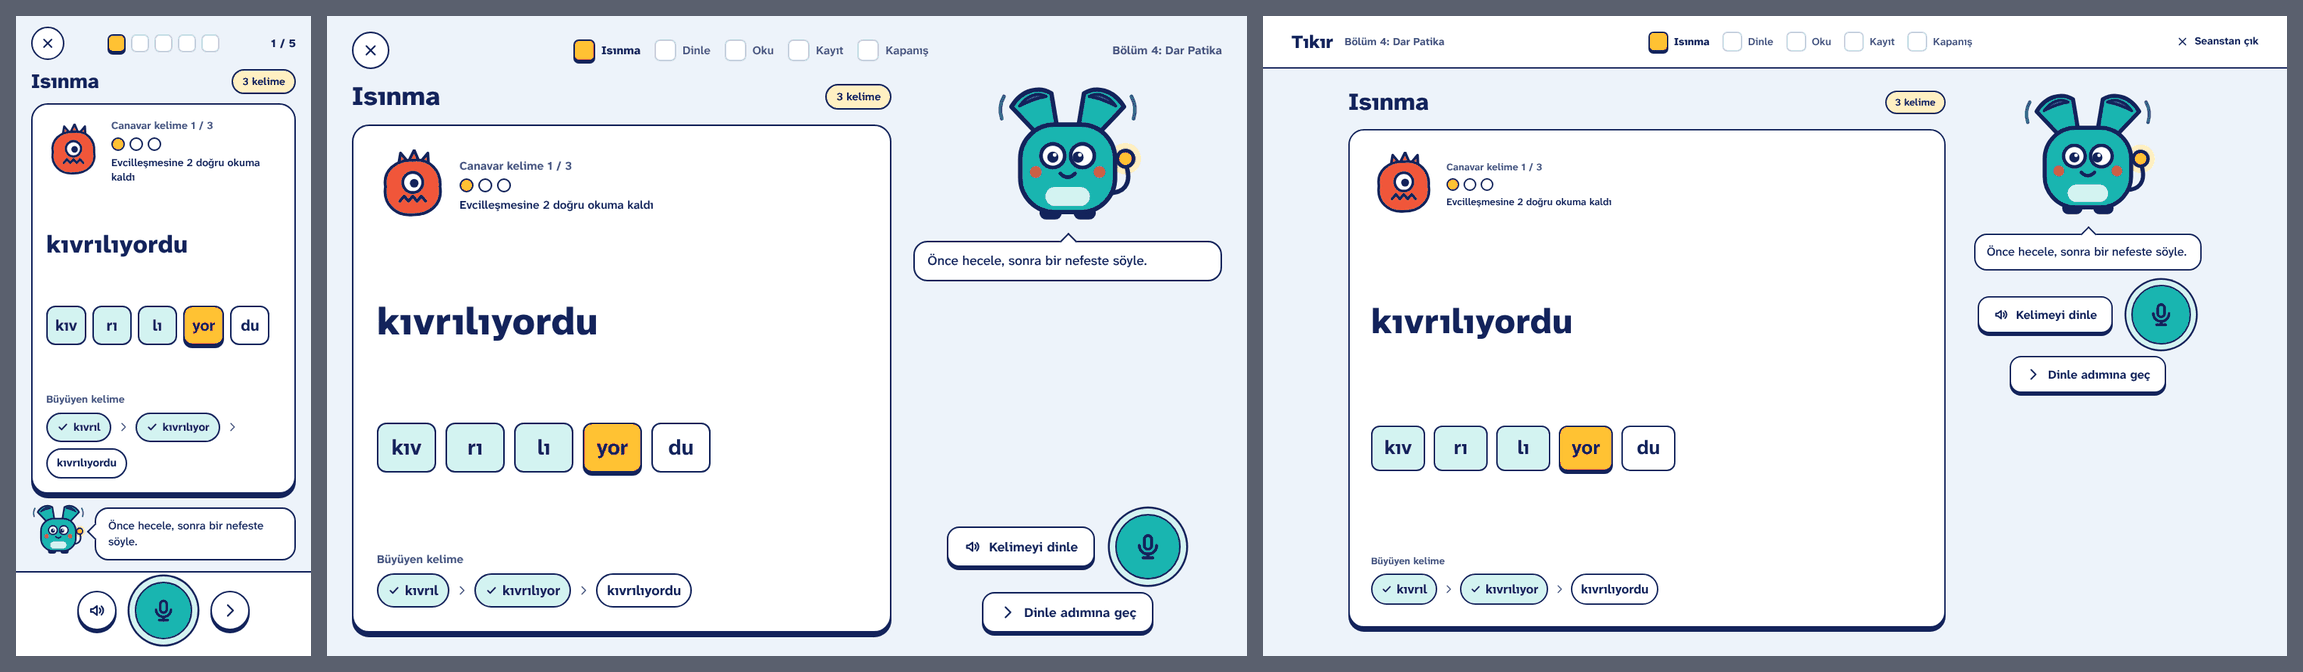 1 / 5
Isınma
3 kelime
Canavar kelime 1 / 3
Evcilleşmesine 2 doğru okuma
kaldı
kıvrılıyordu
kıv rı lı yor du
Büyüyen kelime
kıvrıl kıvrılıyor
kıvrılıyordu
Önce hecele, sonra bir nefeste
söyle.
Isınma Dinle Oku Kayıt Kapanış
Bölüm 4: Dar Patika
Isınma
3 kelime
Canavar kelime 1 / 3
Evcilleşmesine 2 doğru okuma kaldı
kıvrılıyordu
kıv rı lı yor du
Büyüyen kelime
kıvrıl kıvrılıyor kıvrılıyordu
Önce hecele, sonra bir nefeste söyle.
Kelimeyi dinle
Dinle adımına geç
Tıkır Bölüm 4: Dar Patika
Isınma Dinle Oku Kayıt Kapanış
Seanstan çık
Isınma
3 kelime
Canavar kelime 1 / 3
Evcilleşmesine 2 doğru okuma kaldı
kıvrılıyordu
kıv rı lı yor du
Büyüyen kelime
kıvrıl kıvrılıyor kıvrılıyordu
Önce hecele, sonra bir nefeste söyle.
Kelimeyi dinle
Dinle adımına geç